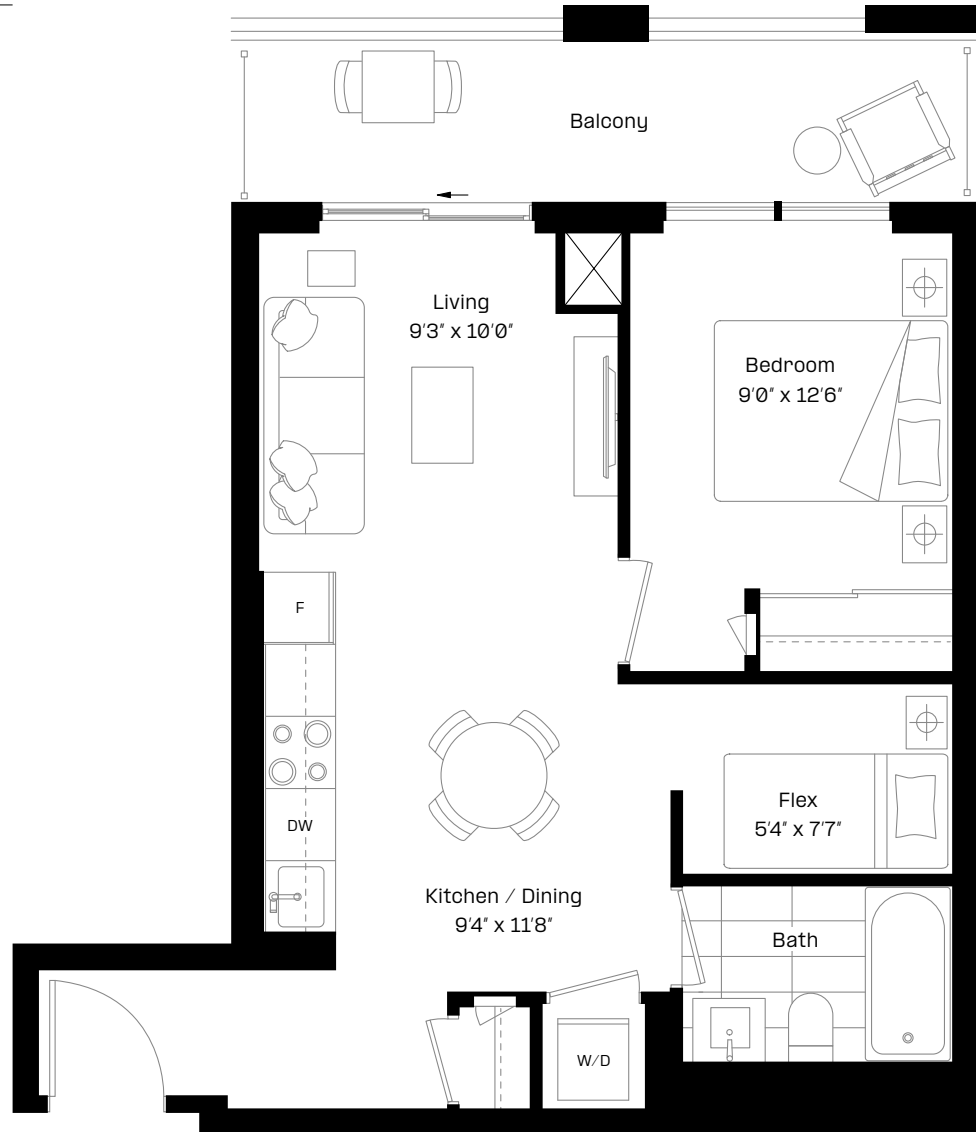 Balcony
Living
9'3" x 10'0"
Bedroom
9'0" x 12'6"
F
Flex
5'4" x 7'7"
DW
Kitchen / Dining
9'4" x 11'8"
Bath
W/D